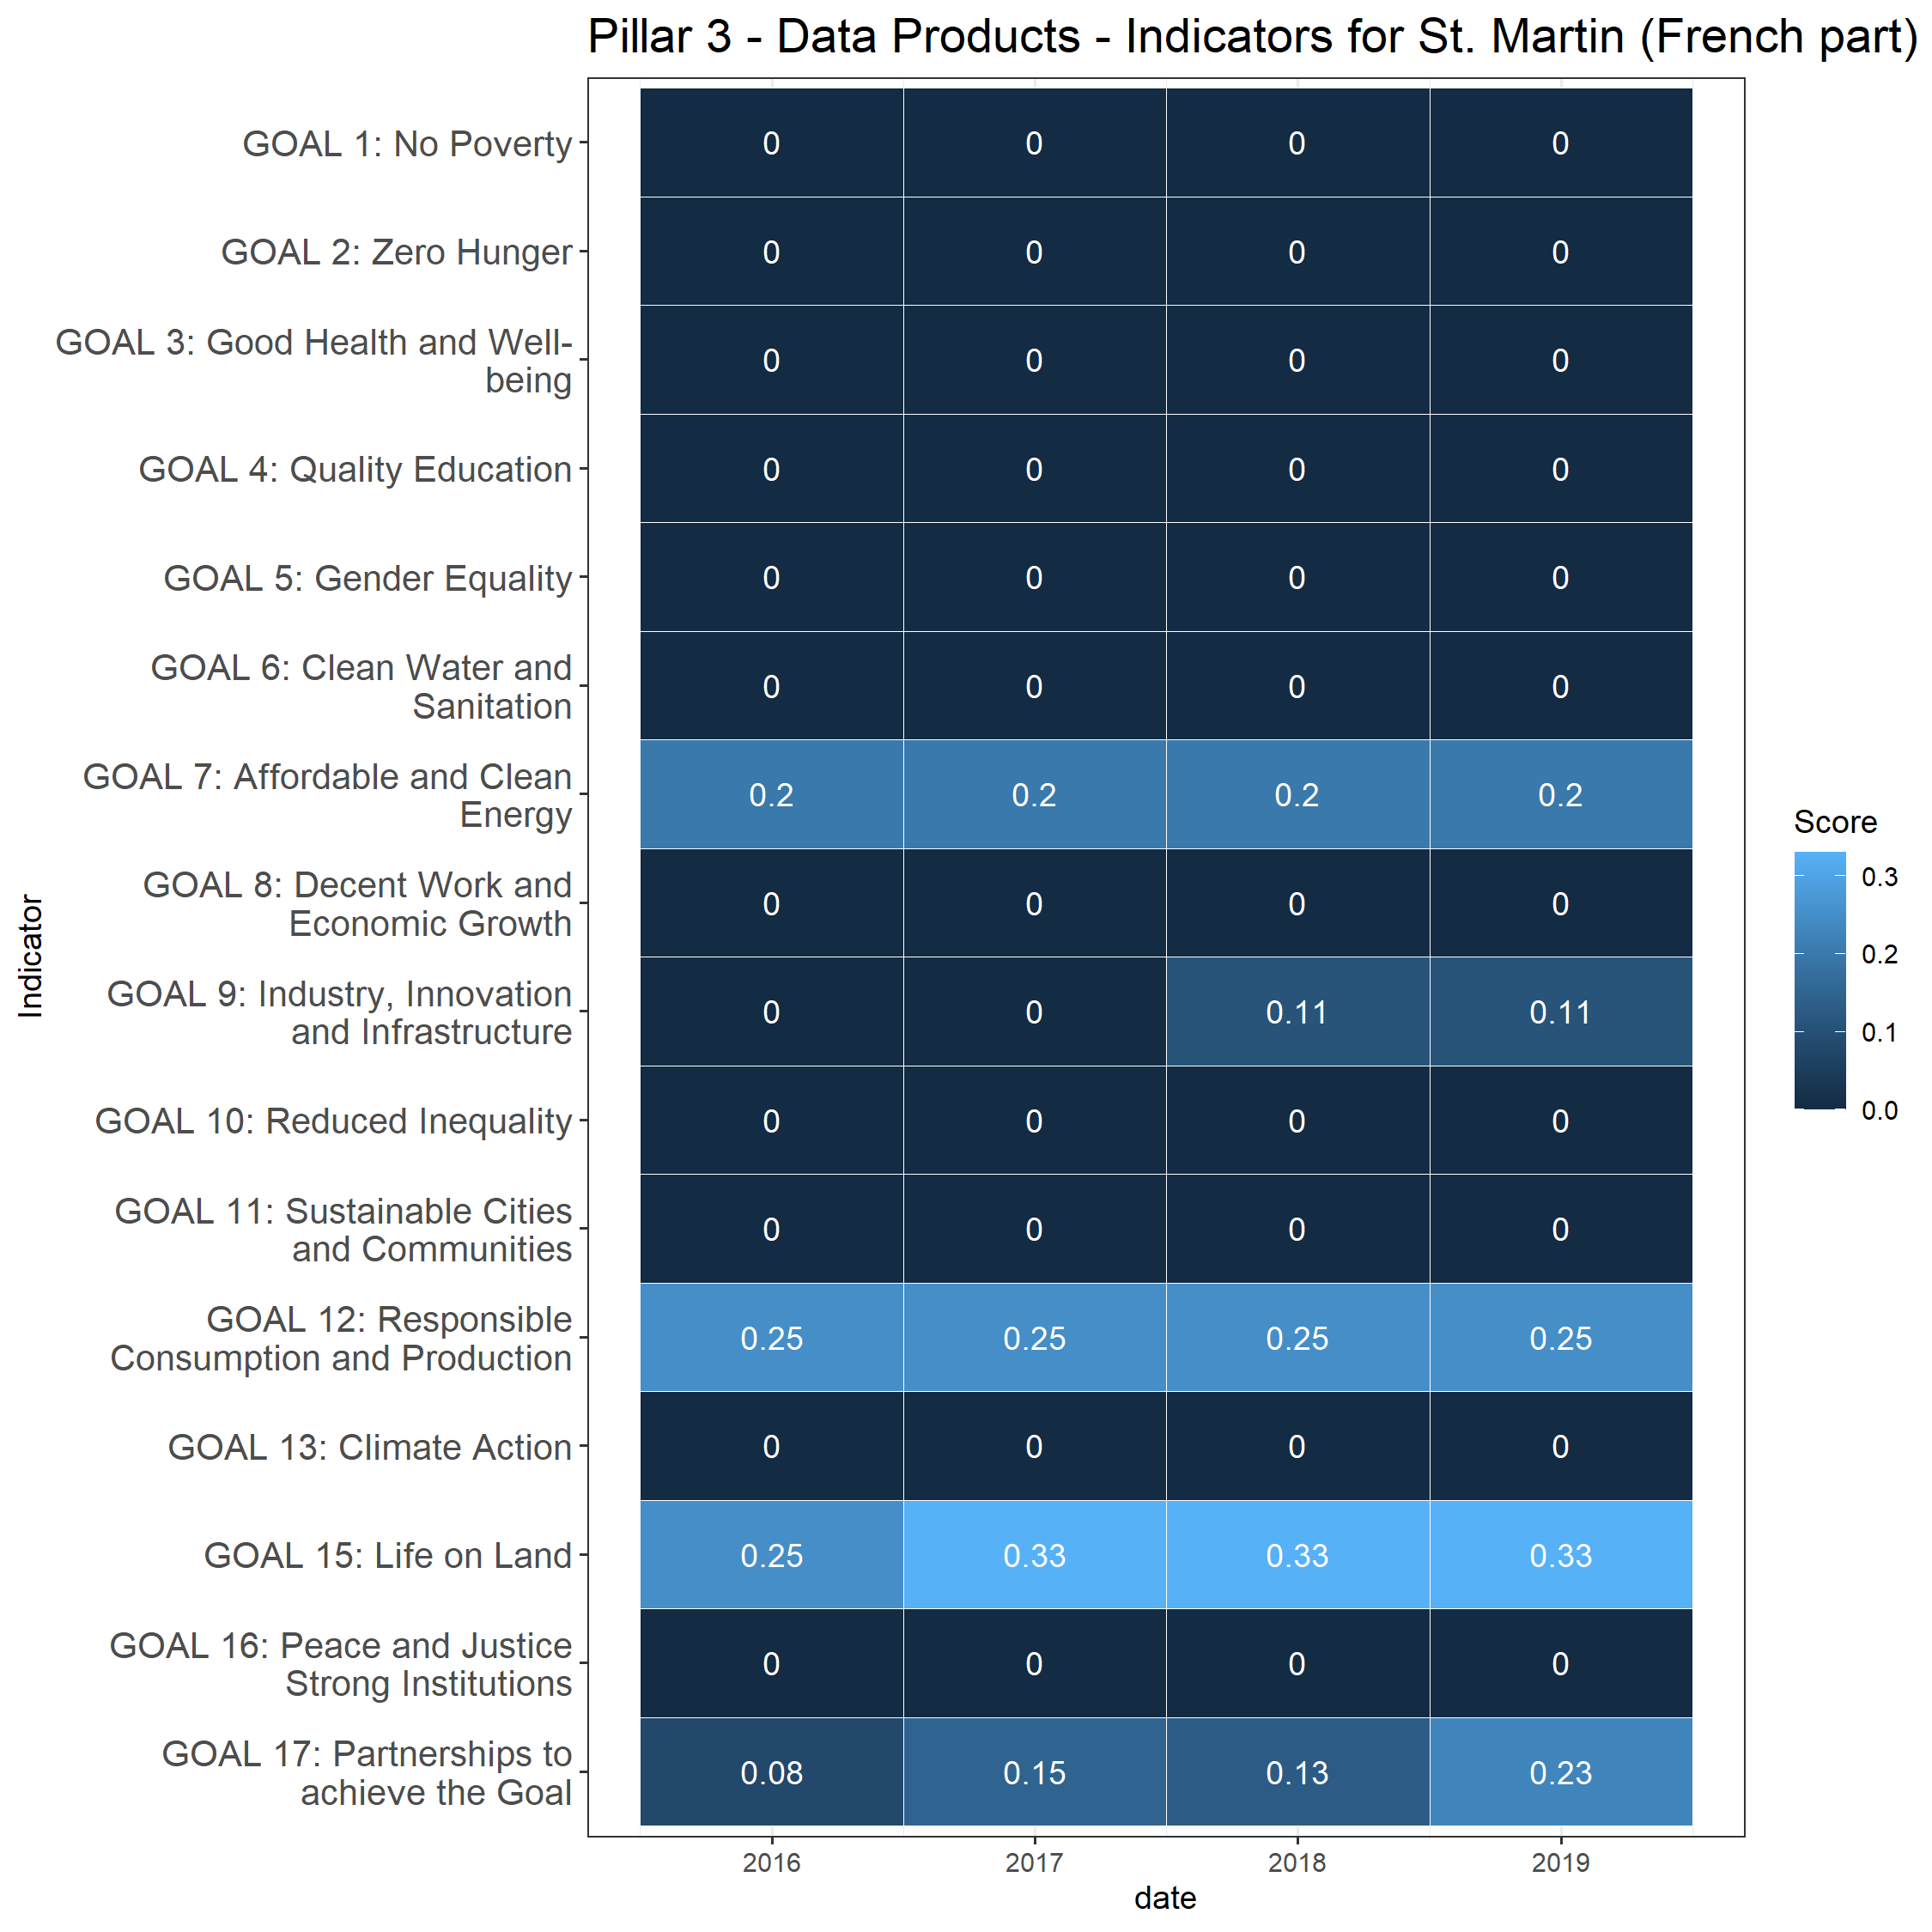 Pillar 3 - Data Products - Indicators for St. Martin (French part)
GOAL 1: No Poverty
0 0 0 0
GOAL 2: Zero Hunger
0 0 0 0
GOAL 3: Good Health and Well-
being
0 0 0 0
GOAL 4: Quality Education
0 0 0 0
GOAL 5: Gender Equality
0 0 0 0
GOAL 6: Clean Water and
Sanitation
0 0 0 0
GOAL 7: Affordable and Clean
Energy
0.2 0.2 0.2 0.2
GOAL 8: Decent Work and
Economic Growth
0 0 0 0
GOAL 9: Industry, Innovation
and Infrastructure
0 0 0.11 0.11
GOAL 10: Reduced Inequality
0 0 0 0
GOAL 11: Sustainable Cities
and Communities
0 0 0 0
GOAL 12: Responsible
Consumption and Production
0.25 0.25 0.25 0.25
GOAL 13: Climate Action
0 0 0 0
GOAL 15: Life on Land
0.25 0.33 0.33 0.33
GOAL 16: Peace and Justice
Strong Institutions
0 0 0 0
GOAL 17: Partnerships to
achieve the Goal
0.08 0.15 0.13 0.23
2016 2017 2018 2019
date
Indicator
Score
0.3
0.2
0.1
0.0